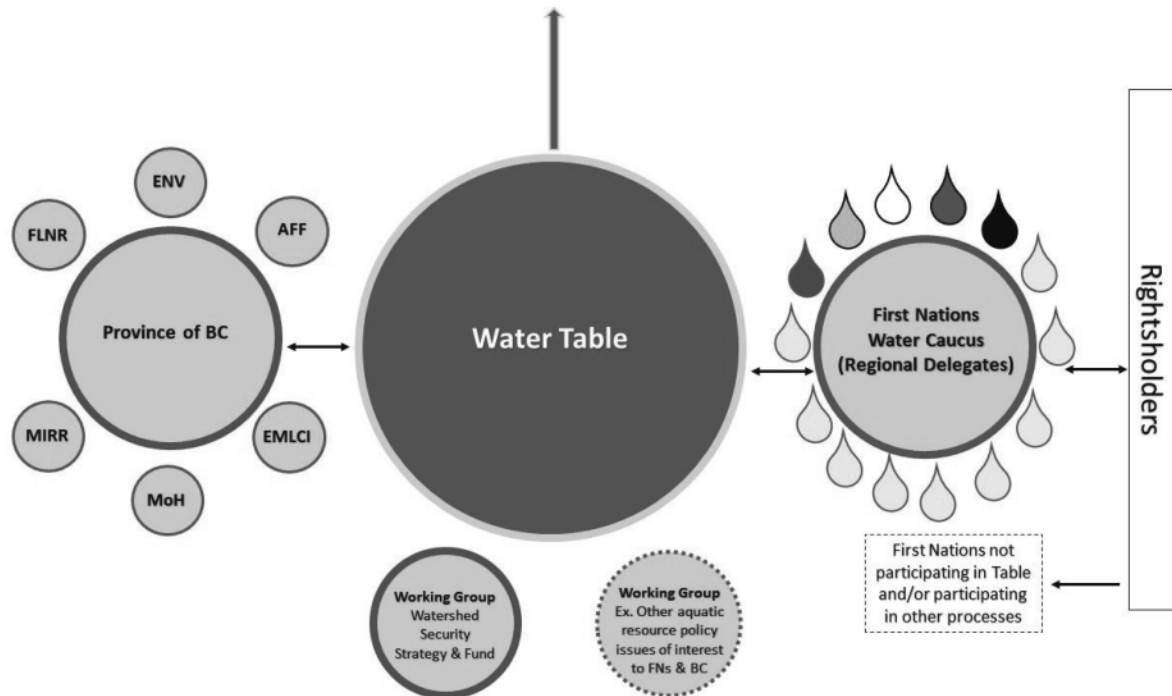 ENV
FLNR
AFF
Province of BC
MIRR
EMLCI
MoH
Water Table
First Nations
Water Caucus
(Regional Delegates)
Rightsholders
Working Group
Watershed
Security
Strategy & Fund
Working Group
Ex. Other aquatic
resource policy
issues of interest
to FNs & BC
First Nations not
participating in Table
and/or participating
in other processes